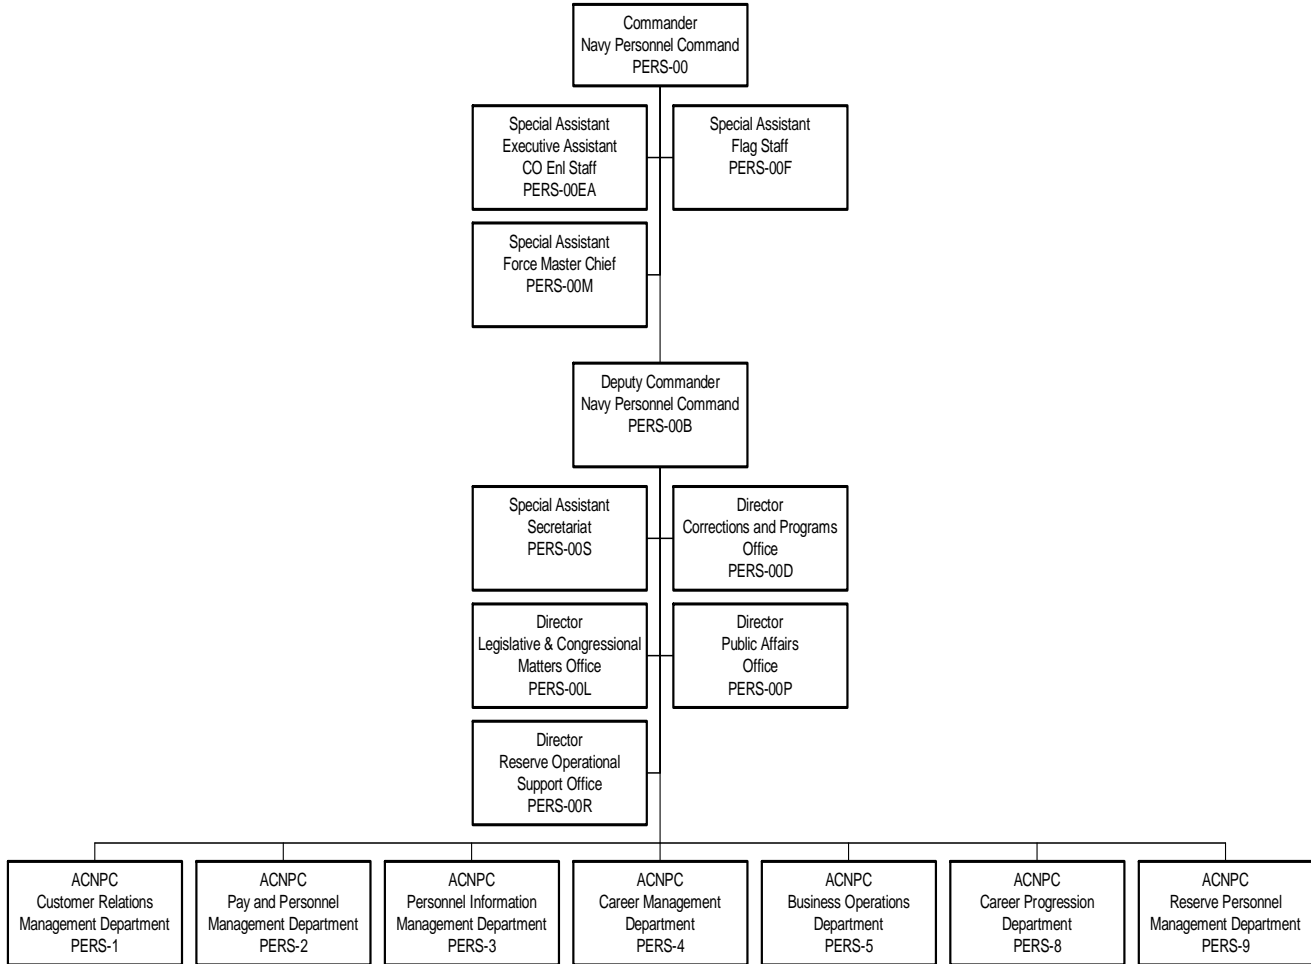 Commander
Navy Personnel Command
PERS-00
Special Assistant
Executive Assistant
CO Enl Staff
PERS-00EA
Special Assistant
Flag Staff
PERS-00F
Special Assistant
Force Master Chief
PERS-00M
Deputy Commander
Navy Personnel Command
PERS-00B
Special Assistant
Secretariat
PERS-00S
Director
Corrections and Programs
Office
PERS-00D
Director
Legislative & Congressional
Matters Office
PERS-00L
Director
Public Affairs
Office
PERS-00P
Director
Reserve Operational
Support Office
PERS-00R
ACNPC
Customer Relations
Management Department
PERS-1
ACNPC
Pay and Personnel
Management Department
PERS-2
ACNPC
Personnel Information
Management Department
PERS-3
ACNPC
Career Management
Department
PERS-4
ACNPC
Business Operations
Department
PERS-5
ACNPC
Career Progression
Department
PERS-8
ACNPC
Reserve Personnel
Management Department
PERS-9